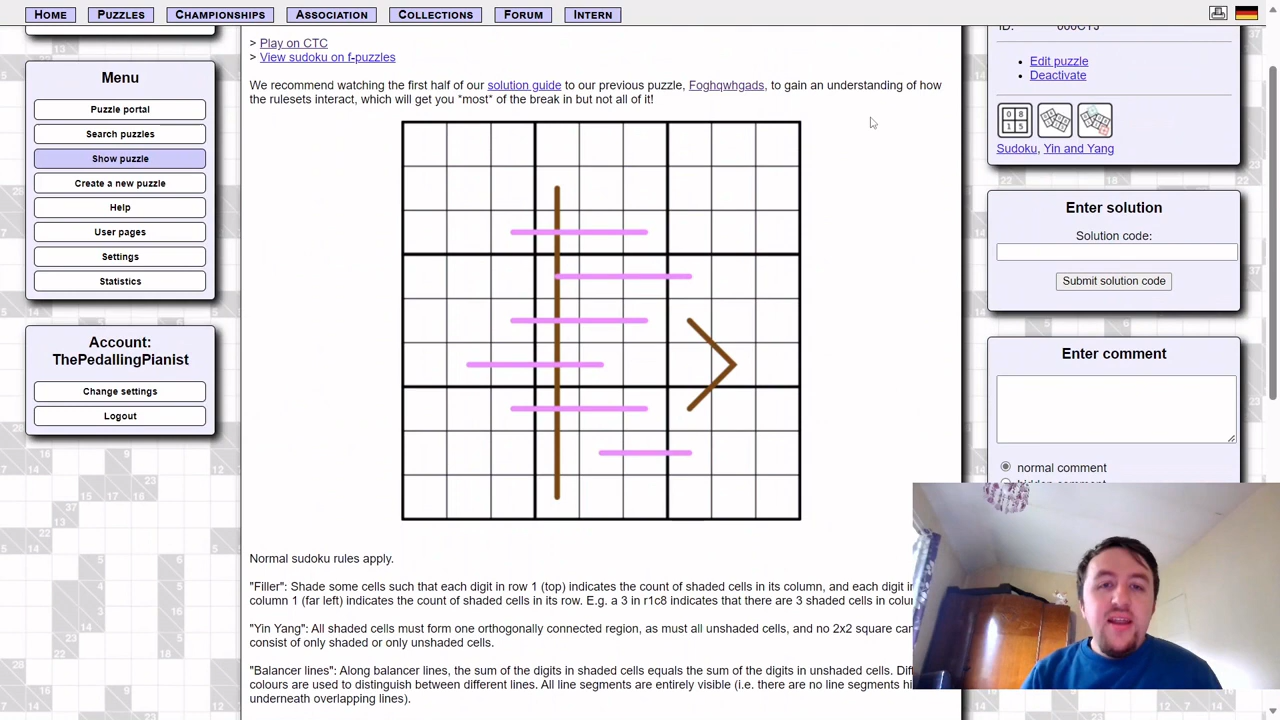 Home Puzzles Championships Association Collections Forum Intern
> Play on CTC
> View sudoku on f-puzzles
We recommend watching the first half of our solution guide to our previous puzzle, Foghqwhgads, to gain an understanding of how
the rulesets interact, which will get you *most* of the break in but not all of it!
Menu
Puzzle portal
Search puzzles
Show puzzle
Create a new puzzle
Help
User pages
Settings
Statistics
Account:
ThePedallingPianist
Change settings
Logout
Normal sudoku rules apply.
"Filler": Shade some cells such that each digit in row 1 (top) indicates the count of shaded cells in its column, and each digit in
column 1 (far left) indicates the count of shaded cells in its row. E.g. a 3 in r1c8 indicates that there are 3 shaded cells in
"Yin Yang": All shaded cells must form one orthogonally connected region, as must all unshaded cells, and no 2x2 square
consist of only shaded or only unshaded cells.
"Balancer lines": Along balancer lines, the sum of the digits in shaded cells equals the sum of the digits in unshaded cells.
colours are used to distinguish between different lines. All line segments are entirely visible (i.e. there are no line segments
underneath overlapping lines).
ID:
Edit puzzle
Deactivate
0 8
1 5
Sudoku, Yin and Yang
Enter solution
Solution code:
Submit solution code
Enter comment
normal comment